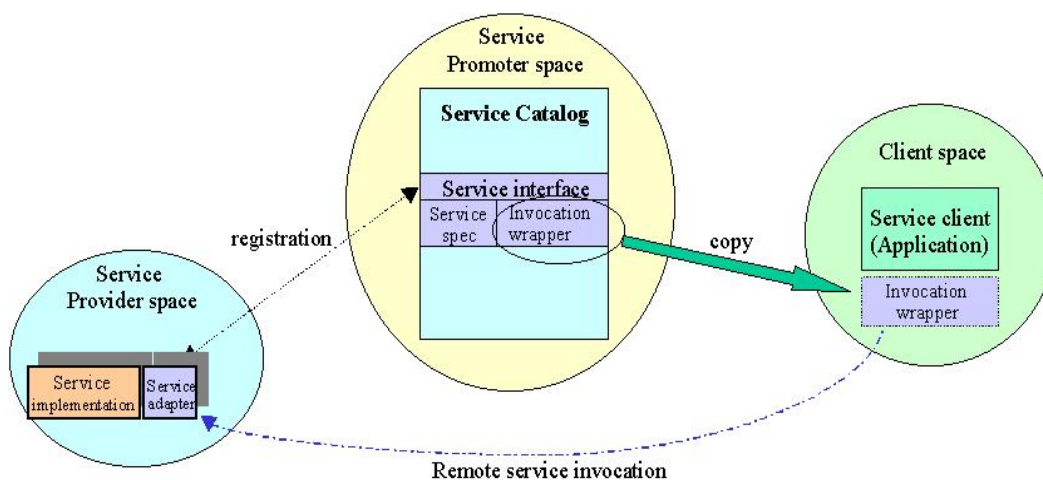 Service
Promoter space
Service Catalog
Service interface
Service
spec
Invocation
wrapper
Client space
Service client
(Application)
Invocation
wrapper
registration
copy
Service
Provider space
Service
implementation
Service
adapter
Remote service invocation